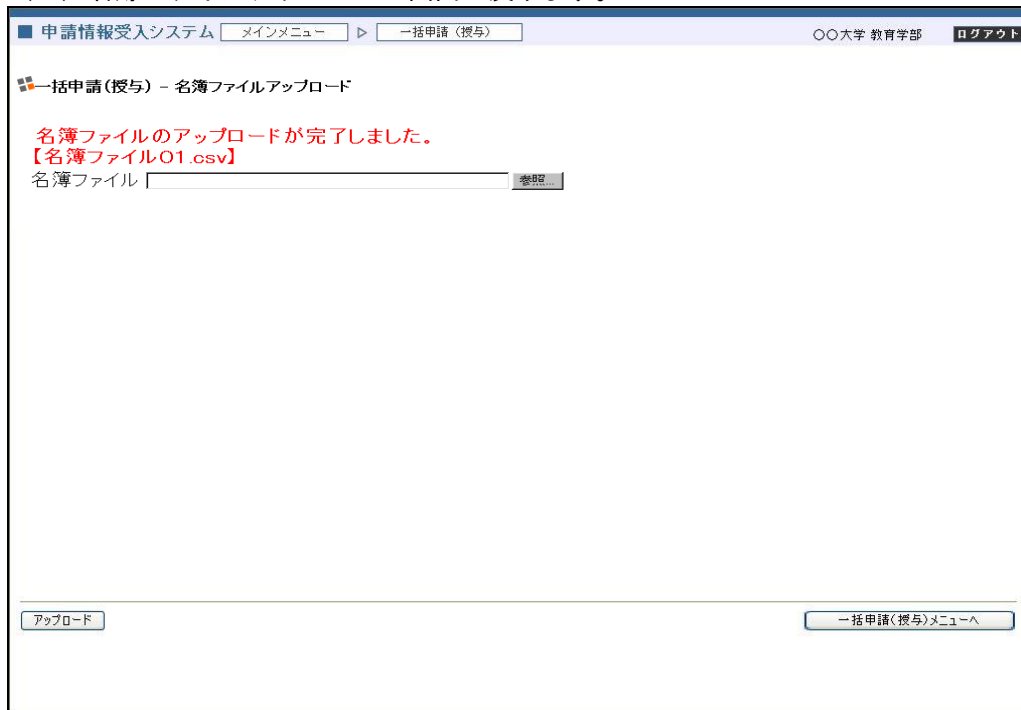 ■ 申請情報受入システム メインメニュー ▷ 一括申請（授与） 〇〇大学 教育学部 ログアウト
一括申請(授与) － 名簿ファイルアップロード
名簿ファイルのアップロードが完了しました。
【名簿ファイル01.csv】
名簿ファイル 参照...
アップロード 一括申請(授与)メニューへ